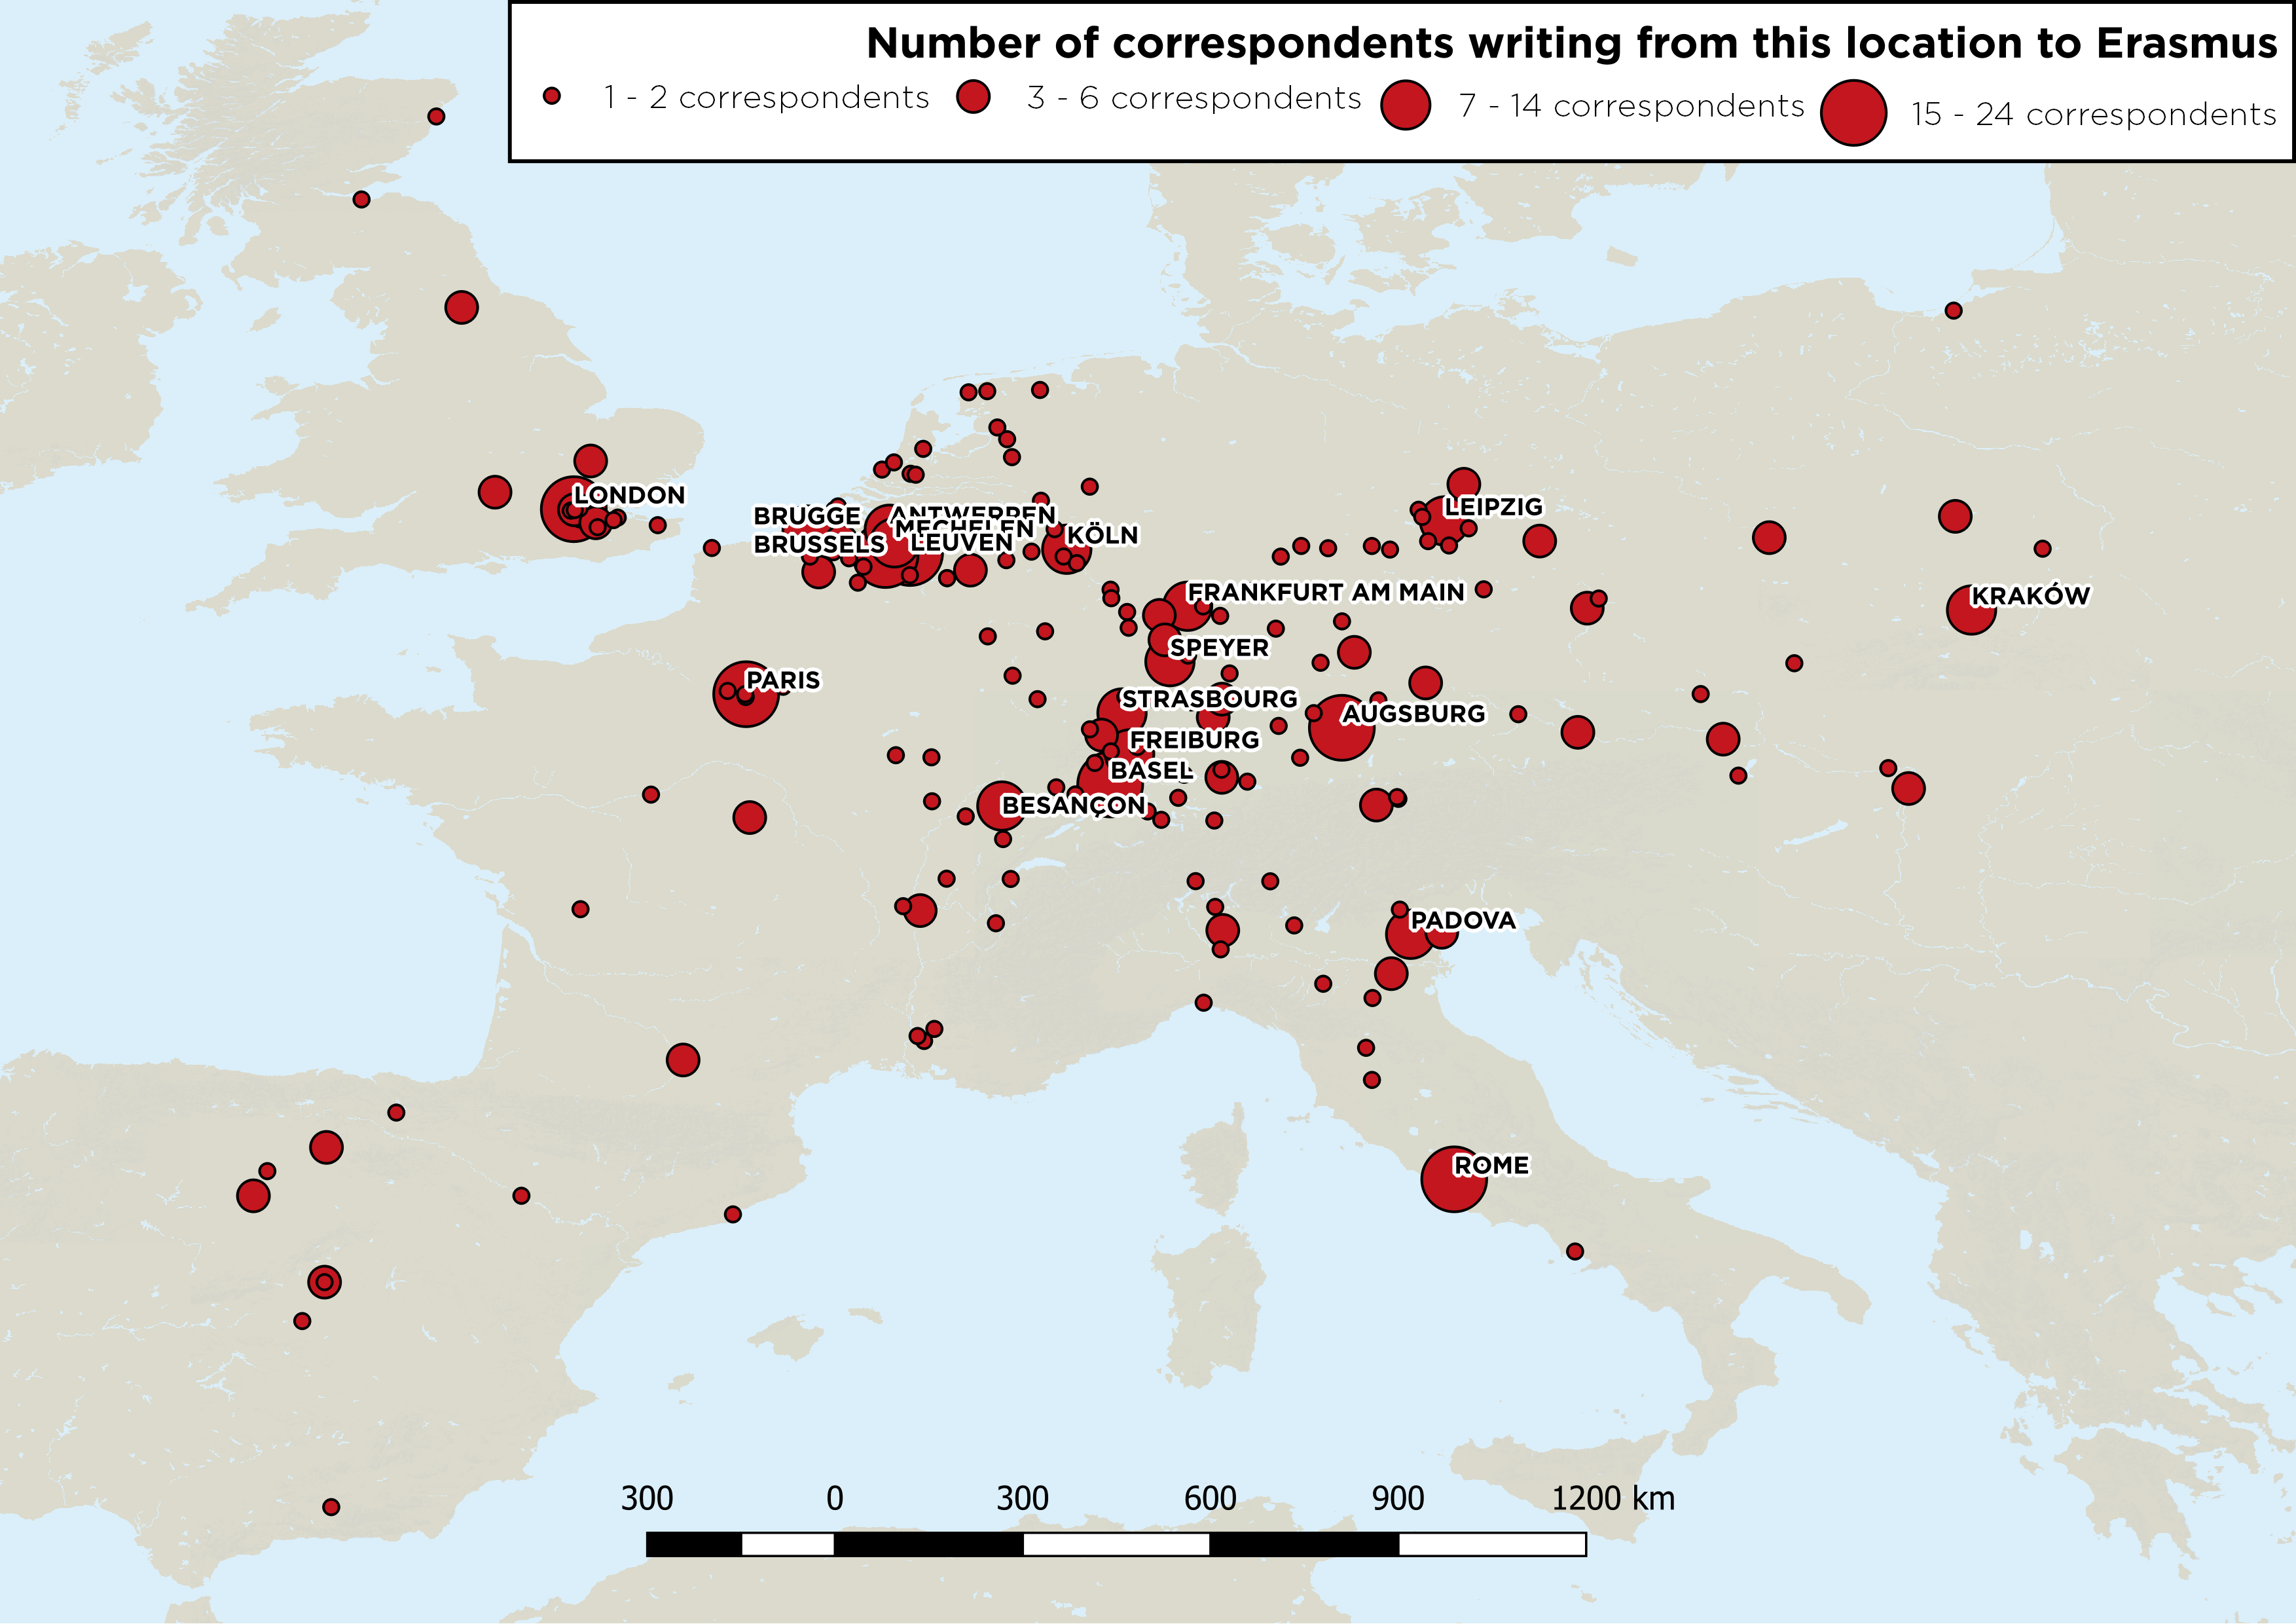 Number of correspondents writing from this location to Erasmus
1 - 2 correspondents 3 - 6 correspondents 7 - 14 correspondents 15 - 24 correspondents
LONDON
BRUGGE
ANTWERPEN
MECHELEN
BRUSSELS
LEUVEN
KÖLN
LEIPZIG
FRANKFURT AM MAIN
KRAKÓW
SPEYER
PARIS
STRASBOURG
AUGSBURG
FREIBURG
BASEL
BESANÇON
PADOVA
ROME
300 0 300 600 900 1200 km